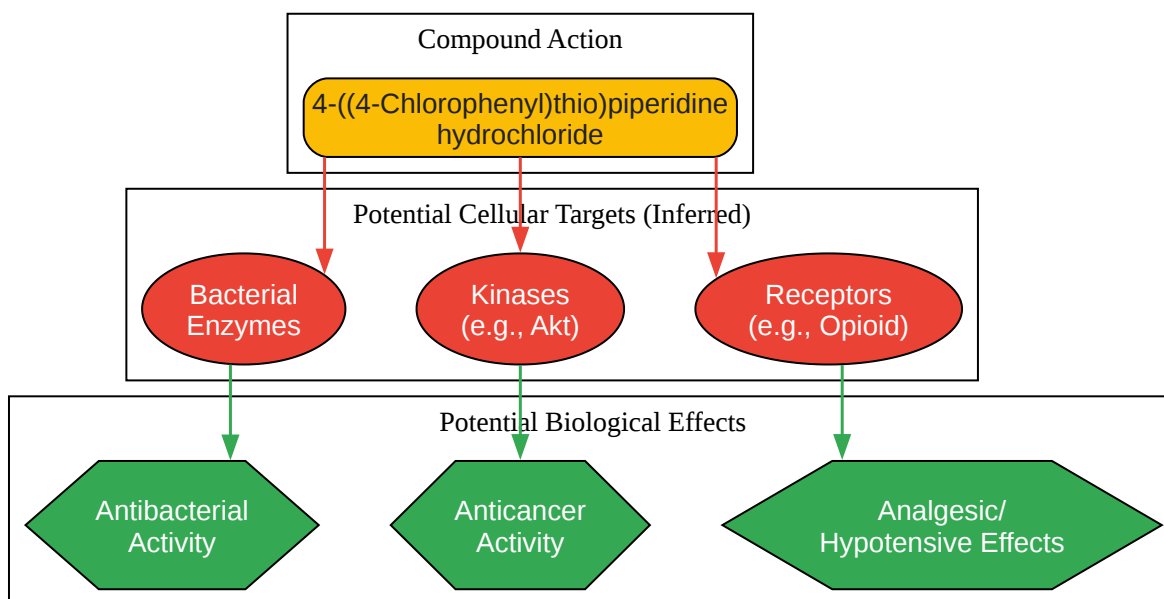 Compound Action
4-((4-Chlorophenyl)thio)piperidine
hydrochloride
Potential Cellular Targets (Inferred)
Bacterial
Enzymes
Kinases
(e.g., Akt)
Receptors
(e.g., Opioid)
Potential Biological Effects
Antibacterial
Activity
Anticancer
Activity
Analgesic/
Hypotensive Effects